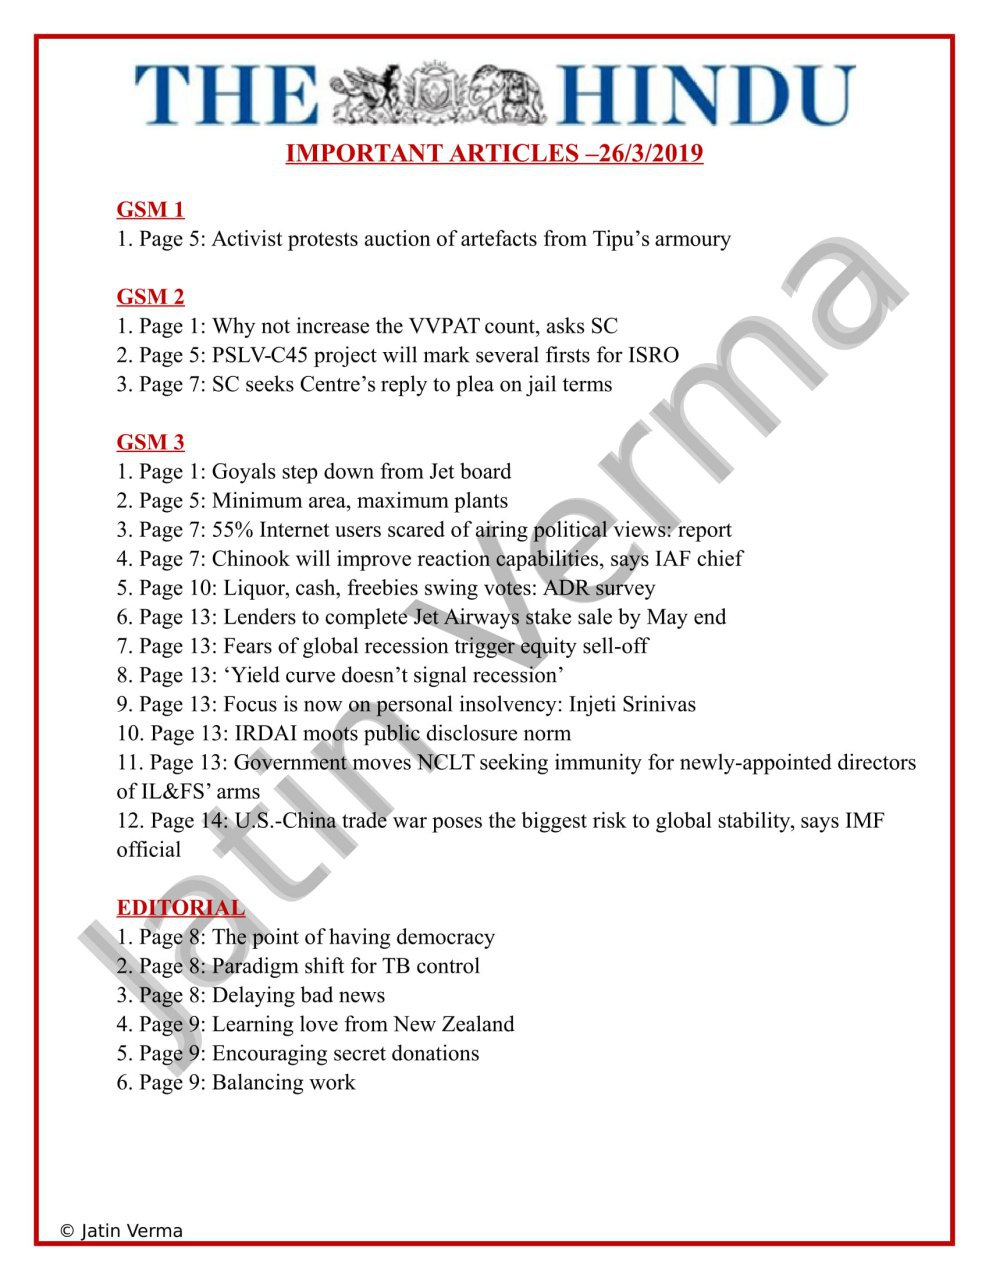 THE HINDU
IMPORTANT ARTICLES –26/3/2019
GSM 1
1. Page 5: Activist protests auction of artefacts from Tipu’s armoury
GSM 2
1. Page 1: Why not increase the VVPAT count, asks SC
2. Page 5: PSLV-C45 project will mark several firsts for ISRO
3. Page 7: SC seeks Centre’s reply to plea on jail terms
GSM 3
1. Page 1: Goyals step down from Jet board
2. Page 5: Minimum area, maximum plants
3. Page 7: 55% Internet users scared of airing political views: report
4. Page 7: Chinook will improve reaction capabilities, says IAF chief
5. Page 10: Liquor, cash, freebies swing votes: ADR survey
6. Page 13: Lenders to complete Jet Airways stake sale by May end
7. Page 13: Fears of global recession trigger equity sell-off
8. Page 13: ‘Yield curve doesn’t signal recession’
9. Page 13: Focus is now on personal insolvency: Injeti Srinivas
10. Page 13: IRDAI moots public disclosure norm
11. Page 13: Government moves NCLT seeking immunity for newly-appointed directors
of IL&FS’ arms
12. Page 14: U.S.-China trade war poses the biggest risk to global stability, says IMF
official
EDITORIAL
1. Page 8: The point of having democracy
2. Page 8: Paradigm shift for TB control
3. Page 8: Delaying bad news
4. Page 9: Learning love from New Zealand
5. Page 9: Encouraging secret donations
6. Page 9: Balancing work
Jatin Verma
© Jatin Verma